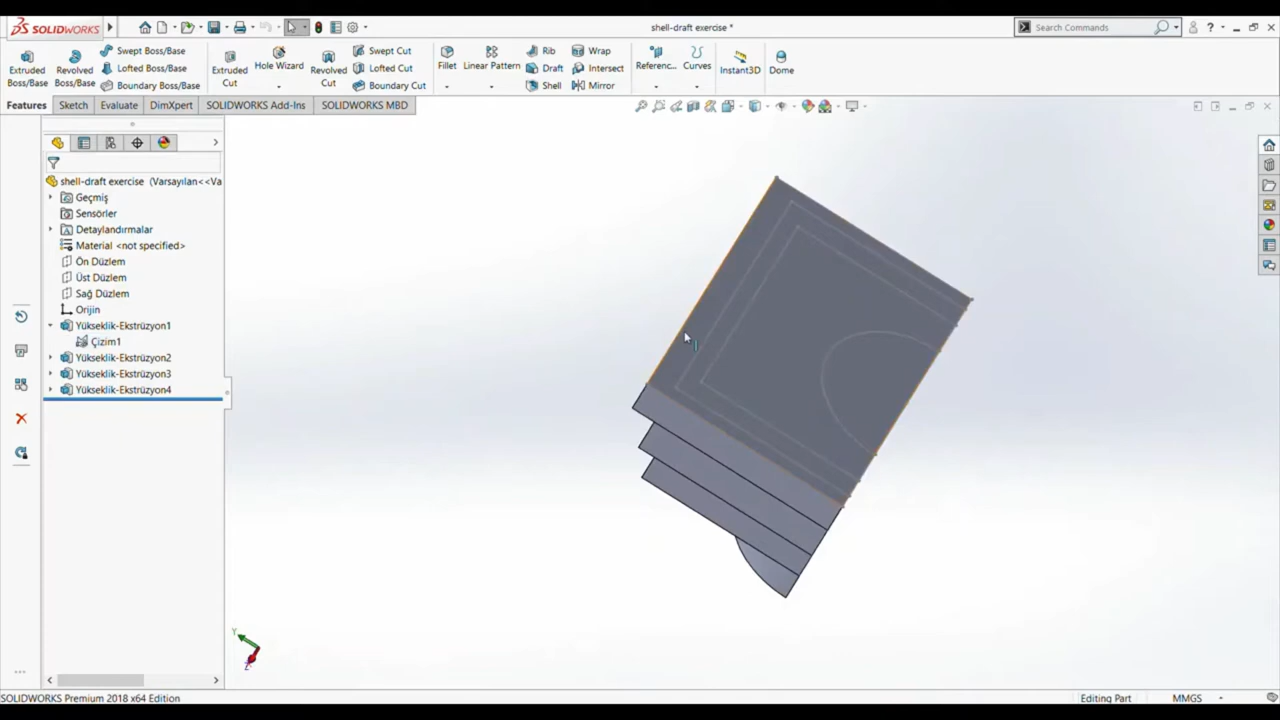 SOLIDWORKS
shell-draft exercise *
Search Commands
?
Extruded Boss/Base
Revolved Boss/Base
Swept Boss/Base
Lofted Boss/Base
Boundary Boss/Base
Extruded Cut
Hole Wizard
Revolved Cut
Swept Cut
Lofted Cut
Boundary Cut
Fillet
Linear Pattern
Rib
Draft
Shell
Wrap
Intersect
Mirror
Referenc...
Curves
Instant3D
Dome
Features
Sketch
Evaluate
DimXpert
SOLIDWORKS Add-Ins
SOLIDWORKS MBD
shell-draft exercise (Varsayılan<<Va
Geçmiş
Sensörler
Detaylandırmalar
Material <not specified>
Ön Düzlem
Üst Düzlem
Sağ Düzlem
Orijin
Yükseklik-Ekstrüzyon1
Çizim1
Yükseklik-Ekstrüzyon2
Yükseklik-Ekstrüzyon3
Yükseklik-Ekstrüzyon4
Y
Z
SOLIDWORKS Premium 2018 x64 Edition
Editing Part
MMGS